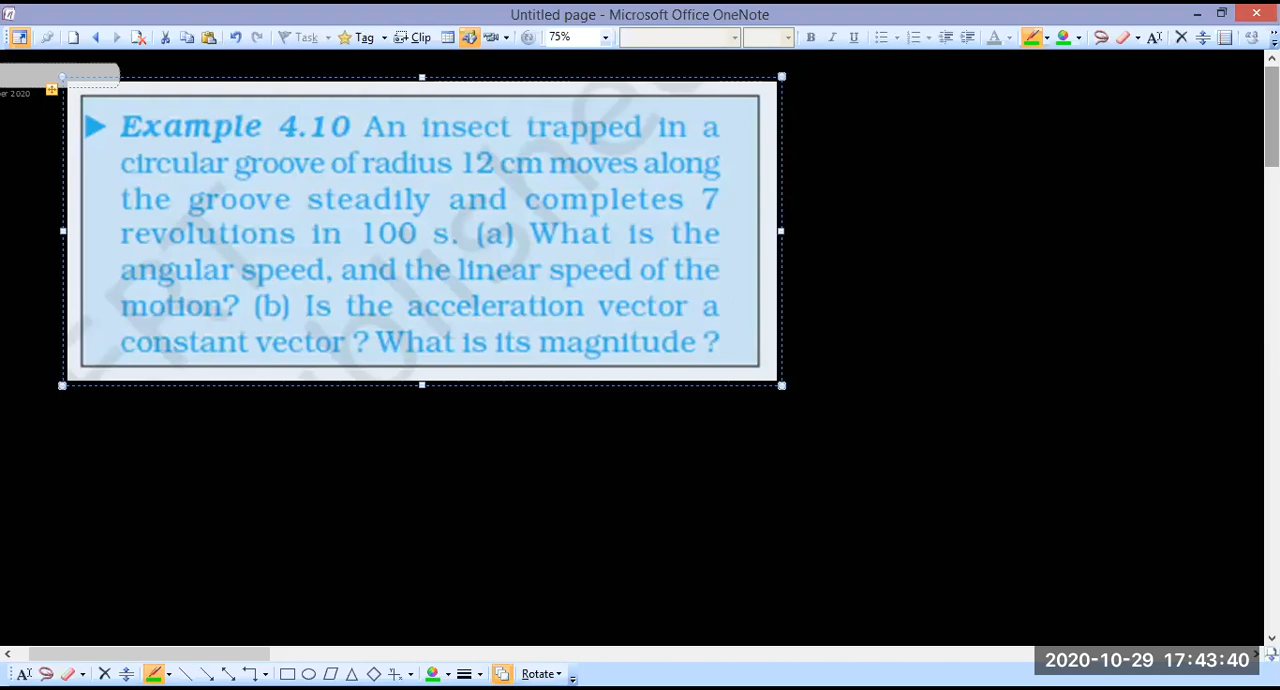 Untitled page - Microsoft Office OneNote
Task Tag Clip 75% B I U A
er 2020
Example 4.10 An insect trapped in a
circular groove of radius 12 cm moves along
the groove steadily and completes 7
revolutions in 100 s. (a) What is the
angular speed, and the linear speed of the
motion? (b) Is the acceleration vector a
constant vector ? What is its magnitude ?
2020-10-29 17:43:40
Rotate